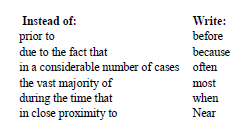 Instead of: Write:
prior to before
due to the fact that because
in a considerable number of cases often
the vast majority of most
during the time that when
in close proximity to Near